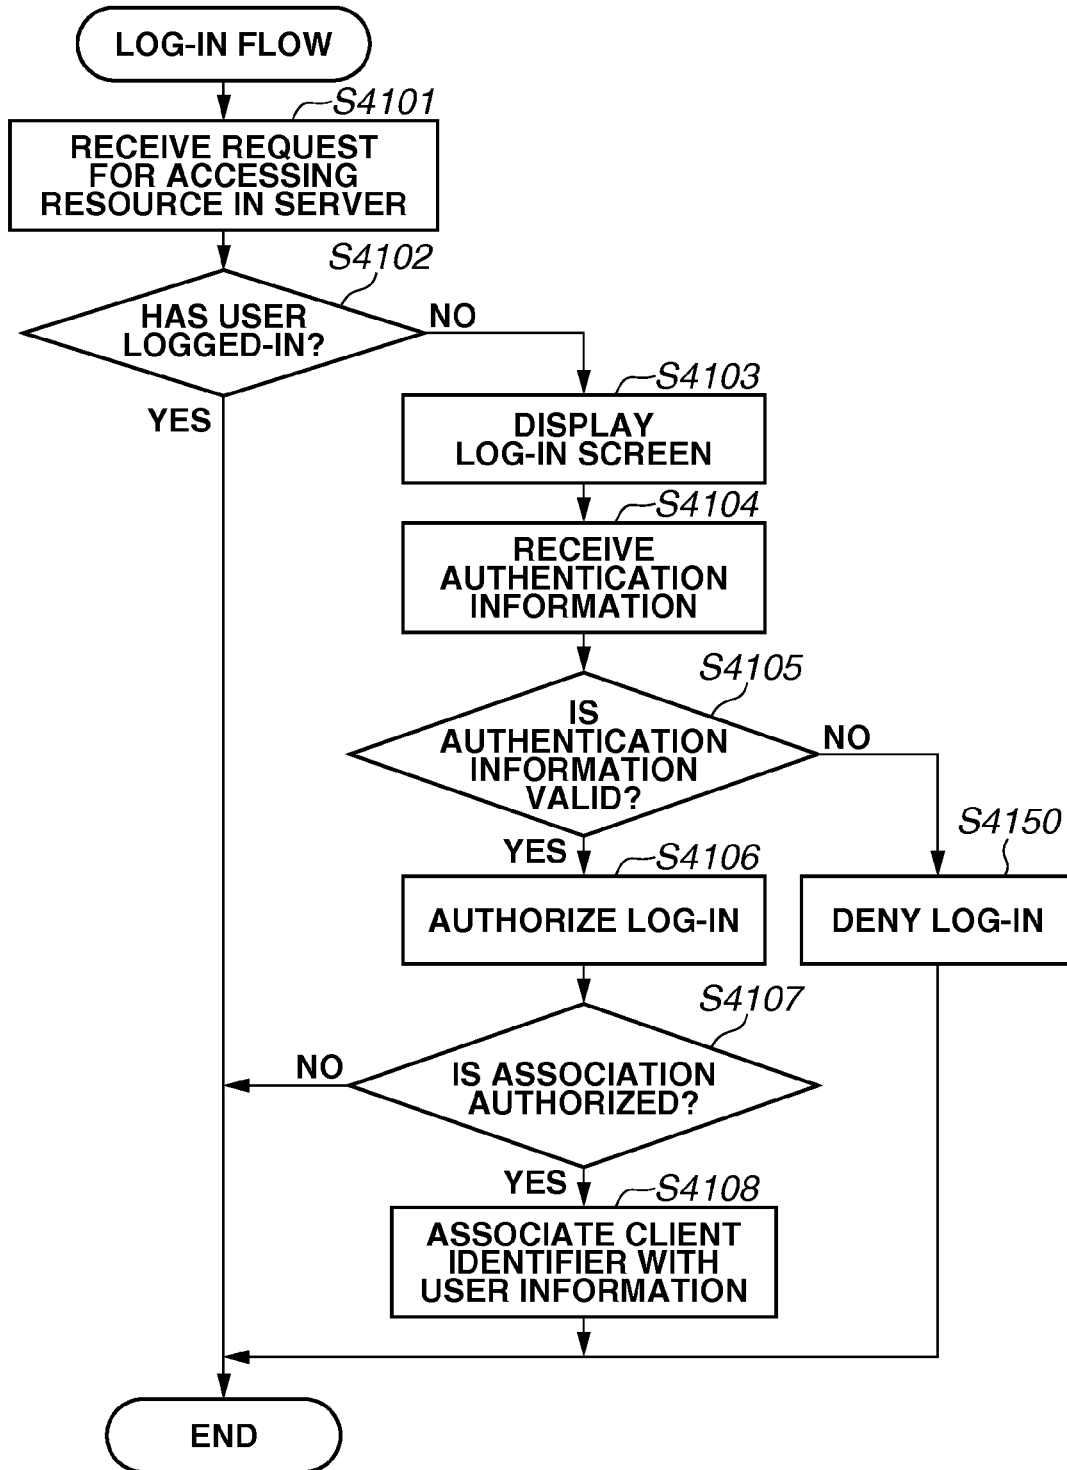 LOG-IN FLOW
S4101
RECEIVE REQUEST
FOR ACCESSING
RESOURCE IN SERVER
S4102
HAS USER
LOGGED-IN?
NO
YES
S4103
DISPLAY
LOG-IN SCREEN
S4104
RECEIVE
AUTHENTICATION
INFORMATION
S4105
IS
AUTHENTICATION
INFORMATION
VALID?
NO
YES
S4106
AUTHORIZE LOG-IN
S4150
DENY LOG-IN
S4107
IS ASSOCIATION
AUTHORIZED?
NO
YES
S4108
ASSOCIATE CLIENT
IDENTIFIER WITH
USER INFORMATION
END